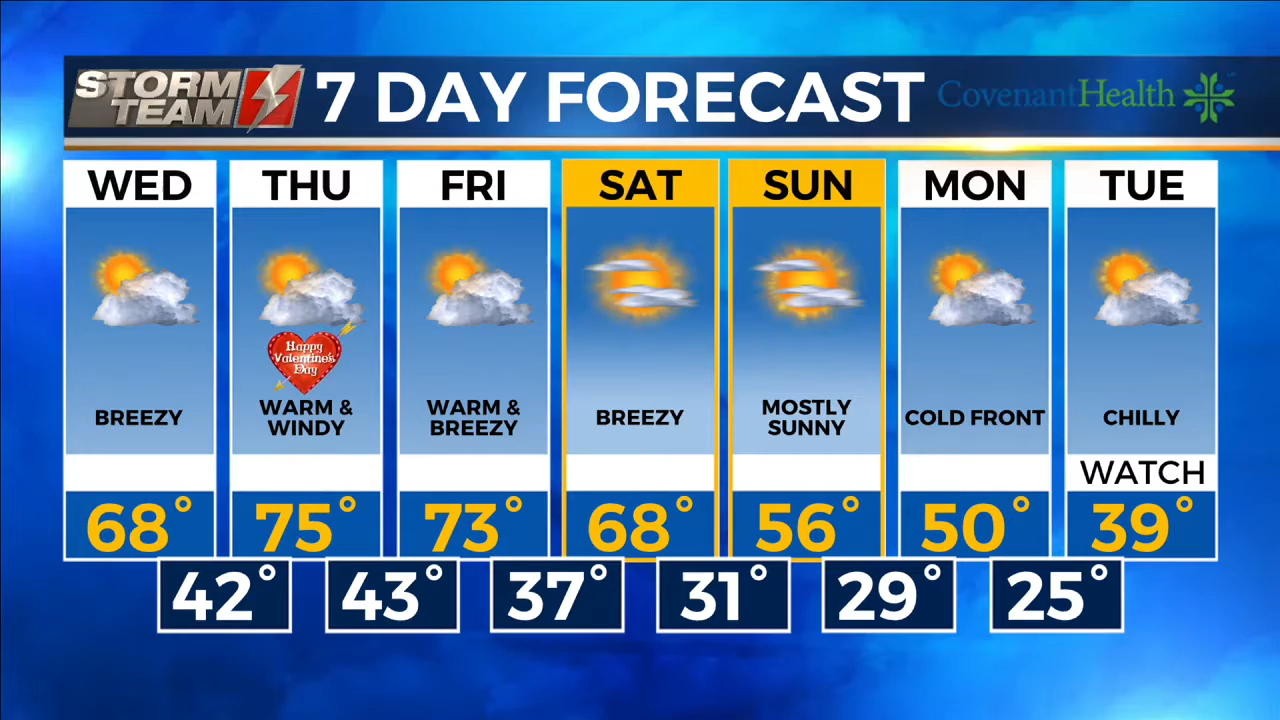 STORM TEAM
7 DAY FORECAST
CovenantHealth
WED
THU
FRI
SAT
SUN
MON
TUE
Happy
Valentine's
Day
BREEZY
WARM &
WINDY
WARM &
BREEZY
BREEZY
MOSTLY
SUNNY
COLD FRONT
CHILLY
WATCH
68°
75°
73°
68°
56°
50°
39°
42°
43°
37°
31°
29°
25°